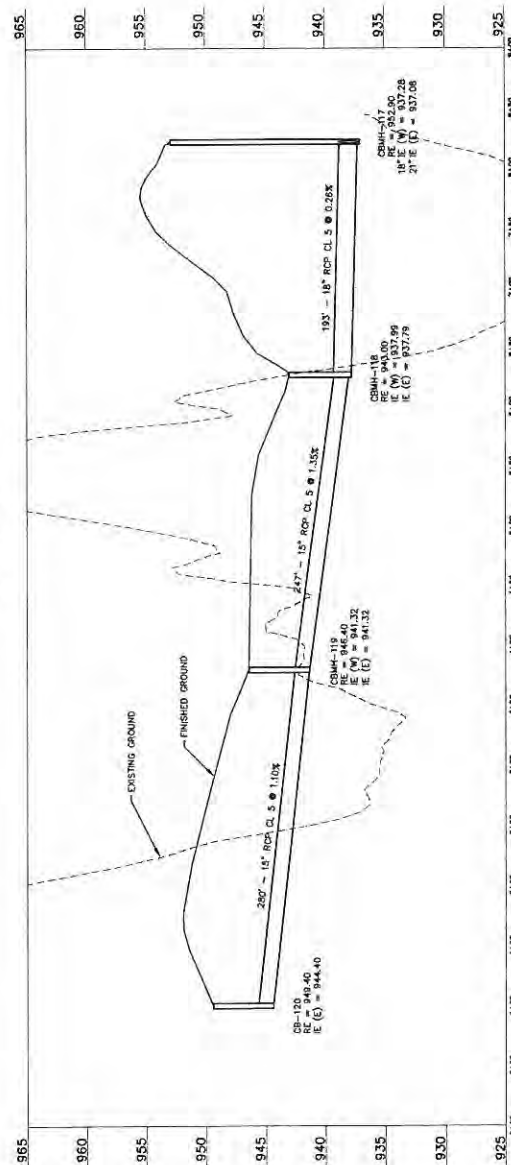 965
960
955
950
945
940
935
930
925
EXISTING GROUND
FINISHED GROUND
280' - 15" RCP CL 5 @ 1.10%
247' - 15" RCP CL 5 @ 1.35%
193' - 18" RCP CL 5 @ 0.26%
CB-120
RE = 949.40
IE (E) = 944.40
CBMH-119
RE = 946.40
IE (W) = 941.32
IE (E) = 941.32
CBMH-118
RE = 943.00
IE (W) = 937.99
IE (E) = 937.79
CBMH-117
RE = 952.90
18" IE (W) = 937.28
21" IE (E) = 937.08
965
960
955
950
945
940
935
930
925